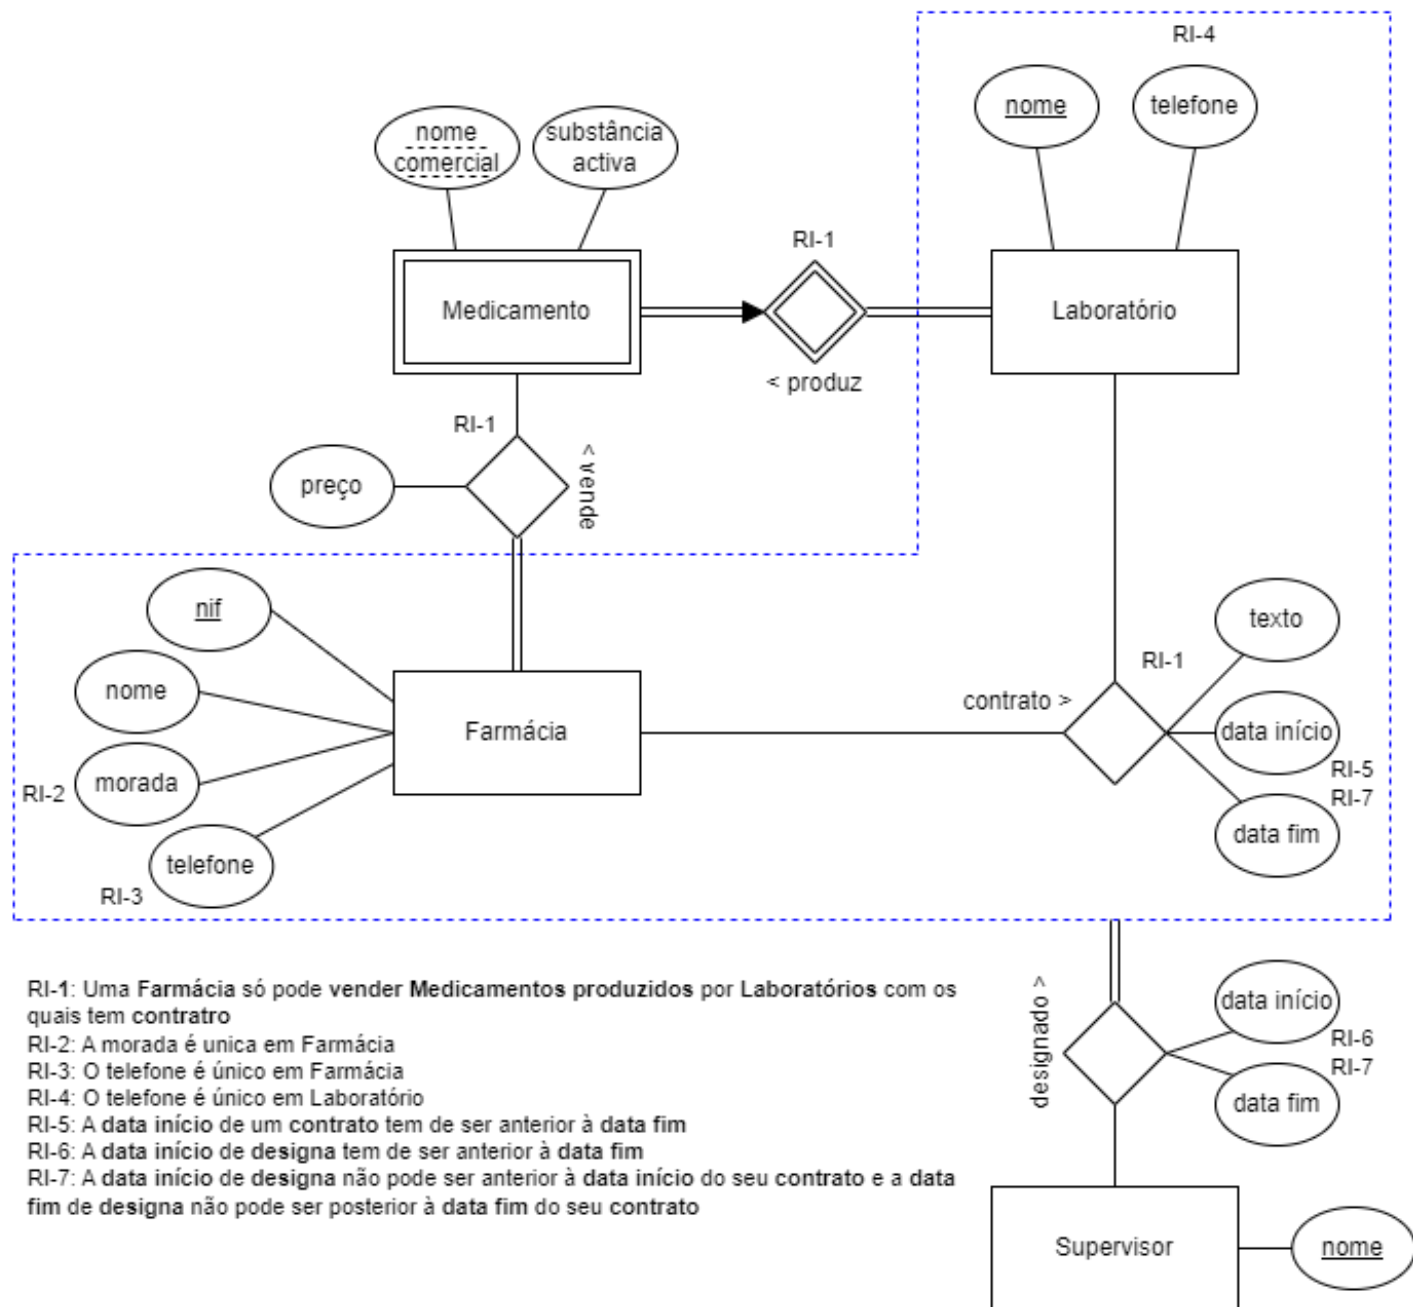 RI-4
nome
telefone
nome
comercial
substância
activa
RI-1
Medicamento
Laboratório
< produz
RI-1
< vende
preço
nif
nome
RI-2
morada
telefone
RI-3
Farmácia
contrato >
RI-1
texto
data início
RI-5
RI-7
data fim
designado >
data início
RI-6
RI-7
data fim
Supervisor
nome
RI-1: Uma Farmácia só pode vender Medicamentos produzidos por Laboratórios com os
quais tem contratro
RI-2: A morada é unica em Farmácia
RI-3: O telefone é único em Farmácia
RI-4: O telefone é único em Laboratório
RI-5: A data início de um contrato tem de ser anterior à data fim
RI-6: A data início de designa tem de ser anterior à data fim
RI-7: A data início de designa não pode ser anterior à data início do seu contrato e a data
fim de designa não pode ser posterior à data fim do seu contrato